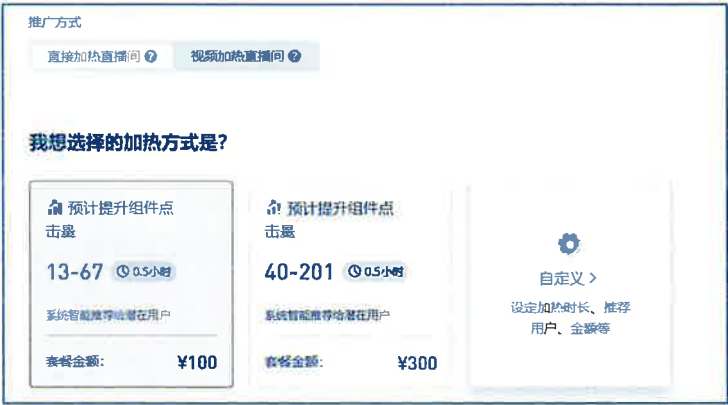 推广方式
直接加热直播间 ?
视频加热直播间 ?
我想选择的加热方式是?
预计提升组件点
击量
13-67 0.5小时
系统智能推荐给潜在用户
套餐金额: ¥100
预计提升组件点
击量
40-201 0.5小时
系统智能推荐给潜在用户
套餐金额: ¥300
自定义 >
设定加热时长、推荐
用户、金额等